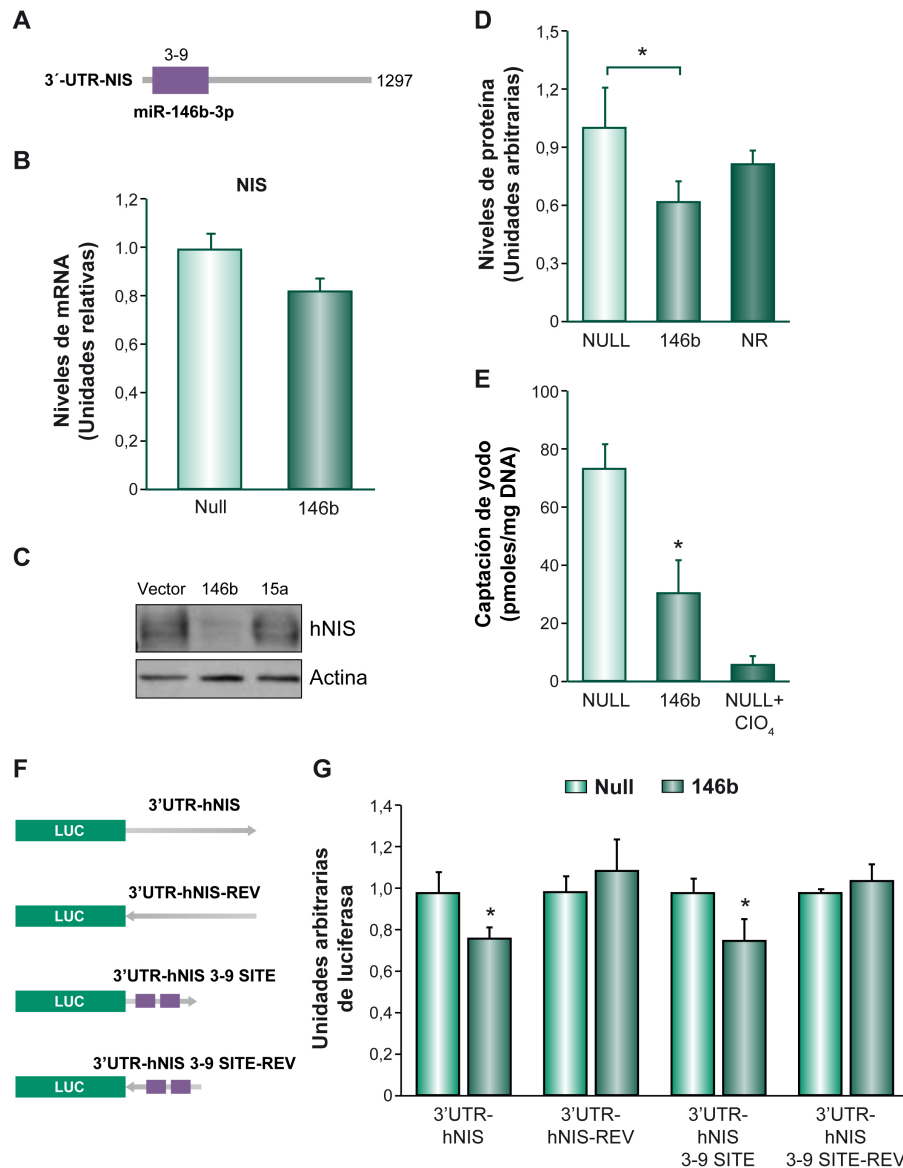 A
3-9
3´-UTR-NIS
1297
miR-146b-3p
B
NIS
Niveles de mRNA
(Unidades relativas)
1,2
1.0
0,8
0,6
0,4
0,2
0
Null
146b
C
Vector
146b
15a
hNIS
Actina
D
Niveles de proteína
(Unidades arbitrarias)
1,5
1,2
0,9
0,6
0,3
0
*
NULL
146b
NR
E
Captación de yodo
(pmoles/mg DNA)
100
80
60
40
20
0
*
NULL
146b
NULL+
ClO4
F
3’UTR-hNIS
LUC
3’UTR-hNIS-REV
LUC
3’UTR-hNIS 3-9 SITE
LUC
3’UTR-hNIS 3-9 SITE-REV
LUC
G
Null
146b
Unidades arbitrarias
de luciferasa
1,4
1,2
1,0
0,8
0,6
0,4
0,2
0
*
*
3’UTR-
hNIS
3’UTR-
hNIS-REV
3’UTR-
hNIS
3-9 SITE
3’UTR-
hNIS
3-9 SITE-REV